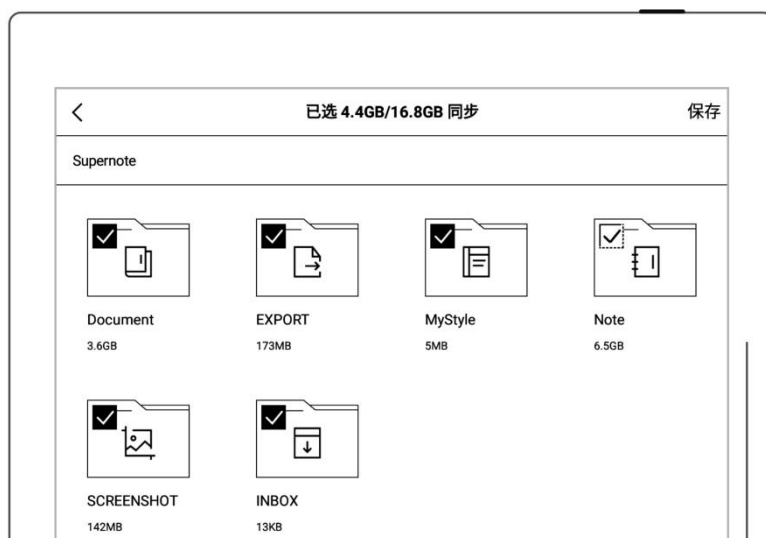 已选 4.4GB/16.8GB 同步
保存
Supernote
Document
EXPORT
MyStyle
Note
3.6GB
173MB
5MB
6.5GB
SCREENSHOT
INBOX
142MB
13KB